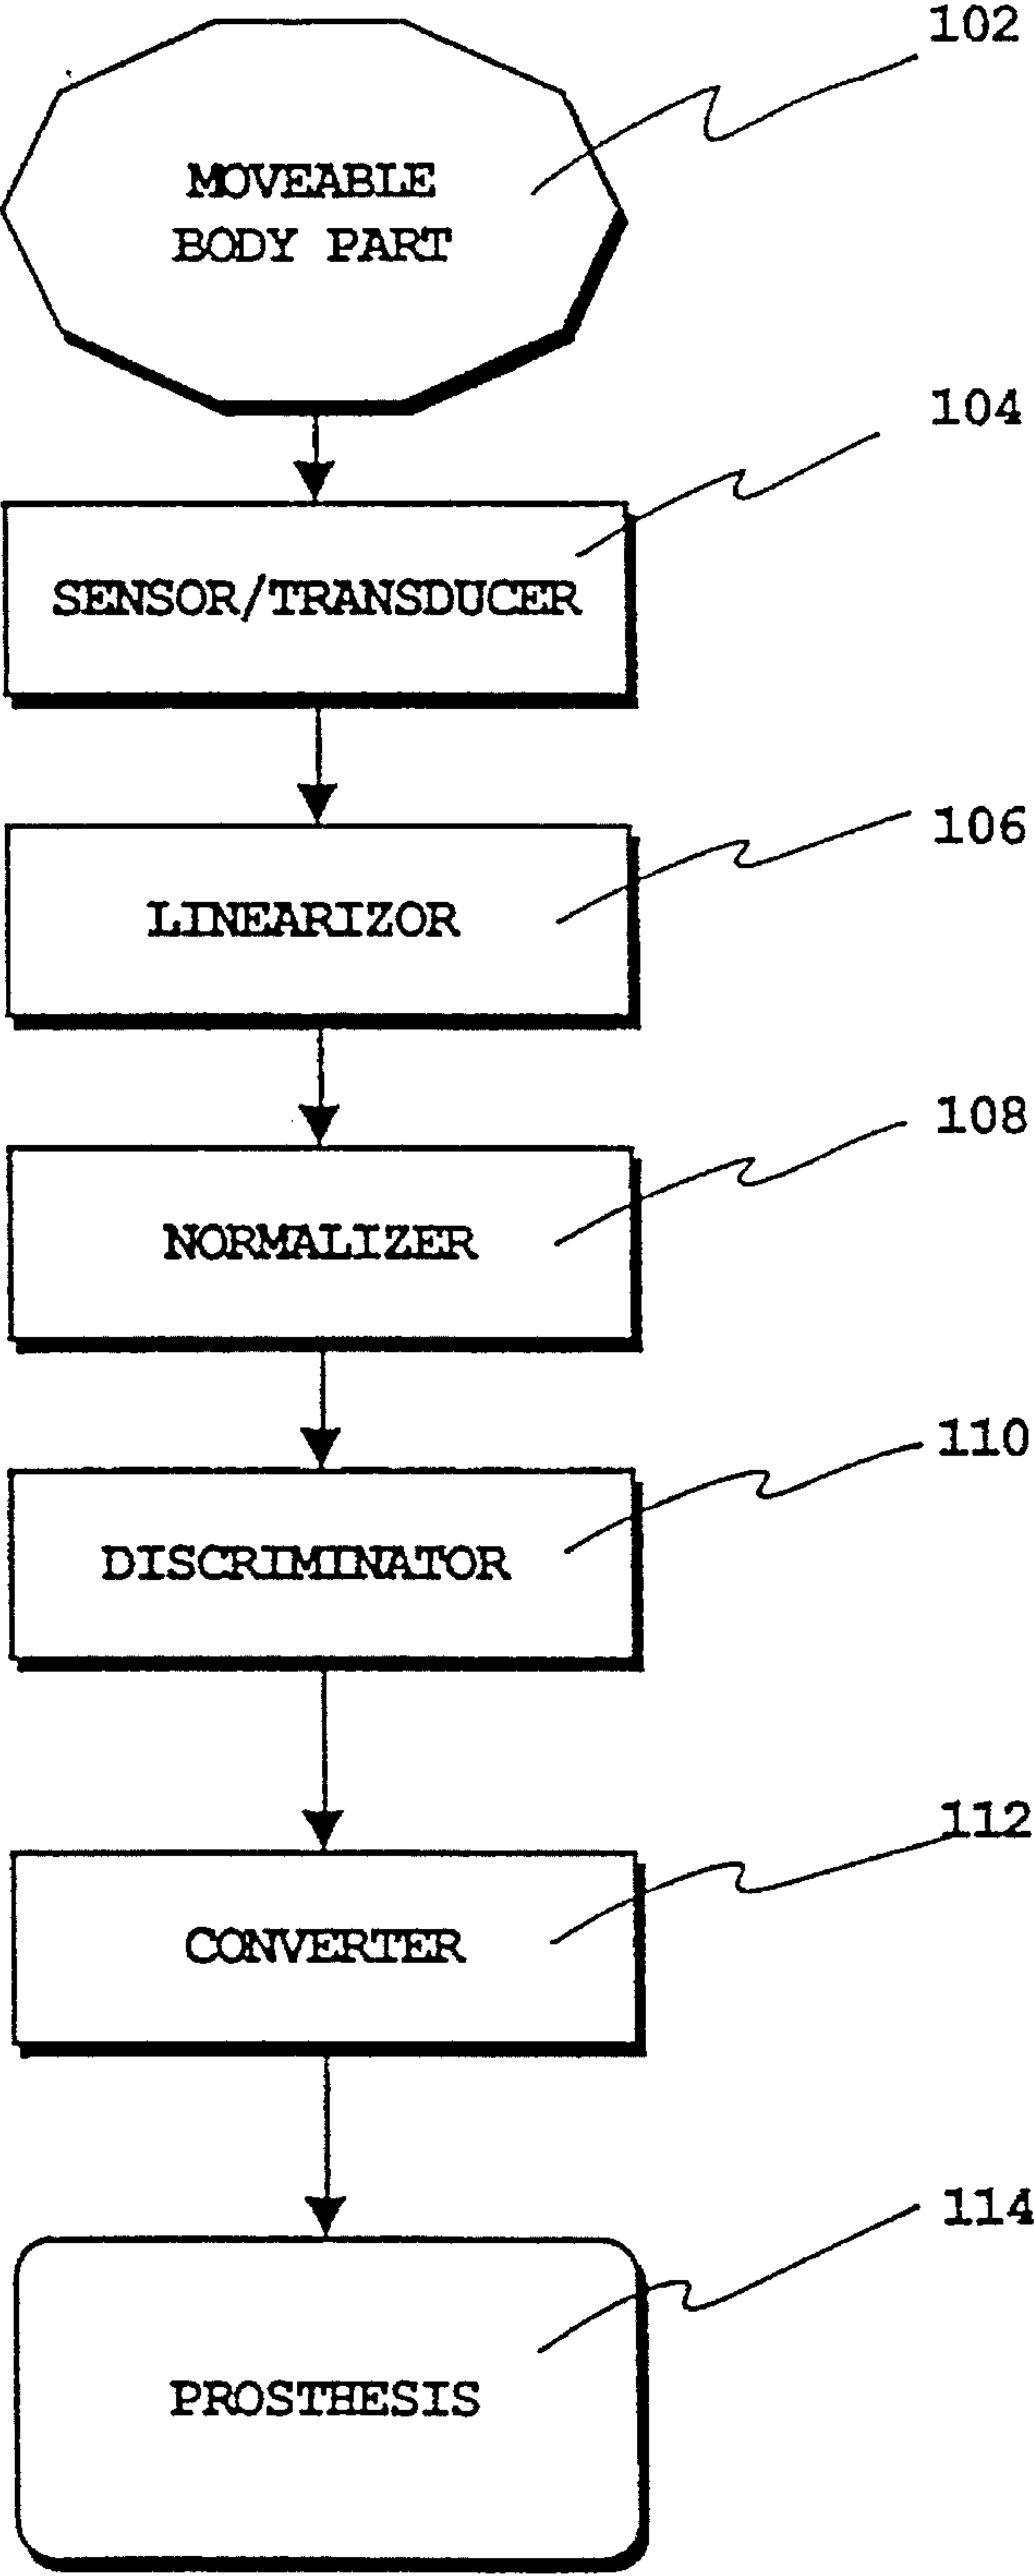 102
MOVEABLE
BODY PART
104
SENSOR/TRANSDUCER
106
LINEARIZOR
108
NORMALIZER
110
DISCRIMINATOR
112
CONVERTER
114
PROSTHESIS